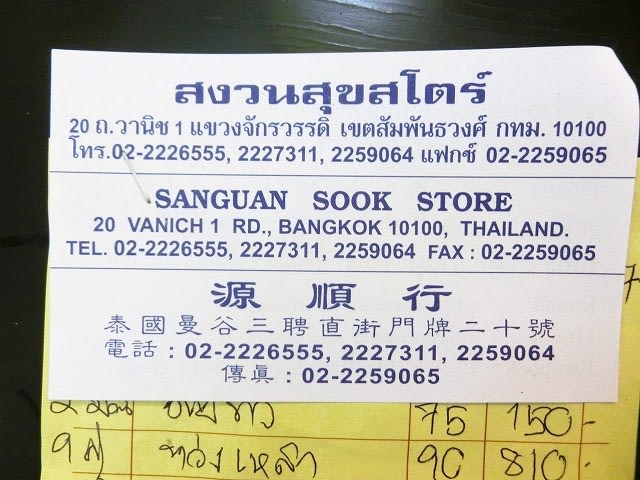 สงวนสุขสโตร์
20 ถ.วานิช 1 แขวงจักรวรรดิ์ เขตสัมพันธวงศ์ กทม. 10100
โทร.02-2226555, 2227311, 2259064 แฟกซ์ 02-2259065
SANGUAN SOOK STORE
20 VANICH 1 RD., BANGKOK 10100, THAILAND.
TEL. 02-2226555, 2227311, 2259064 FAX : 02-2259065
源順行
泰國曼谷三聘直街門牌二十號
電話 : 02-2226555, 2227311, 2259064
傳眞 : 02-2259065
75 150-
90 810-